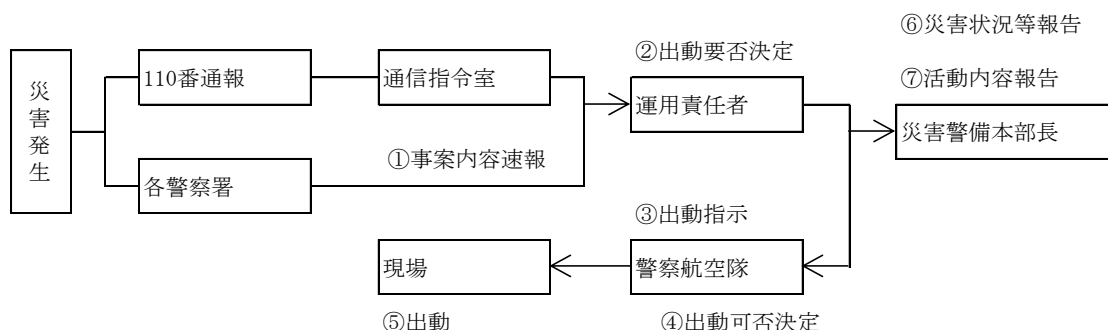 ⑥災害状況等報告
②出動要否決定
災害発生
110番通報
通信指令室
⑦活動内容報告
運用責任者
災害警備本部長
①事案内容速報
各警察署
③出動指示
現場
警察航空隊
⑤出動
④出動可否決定